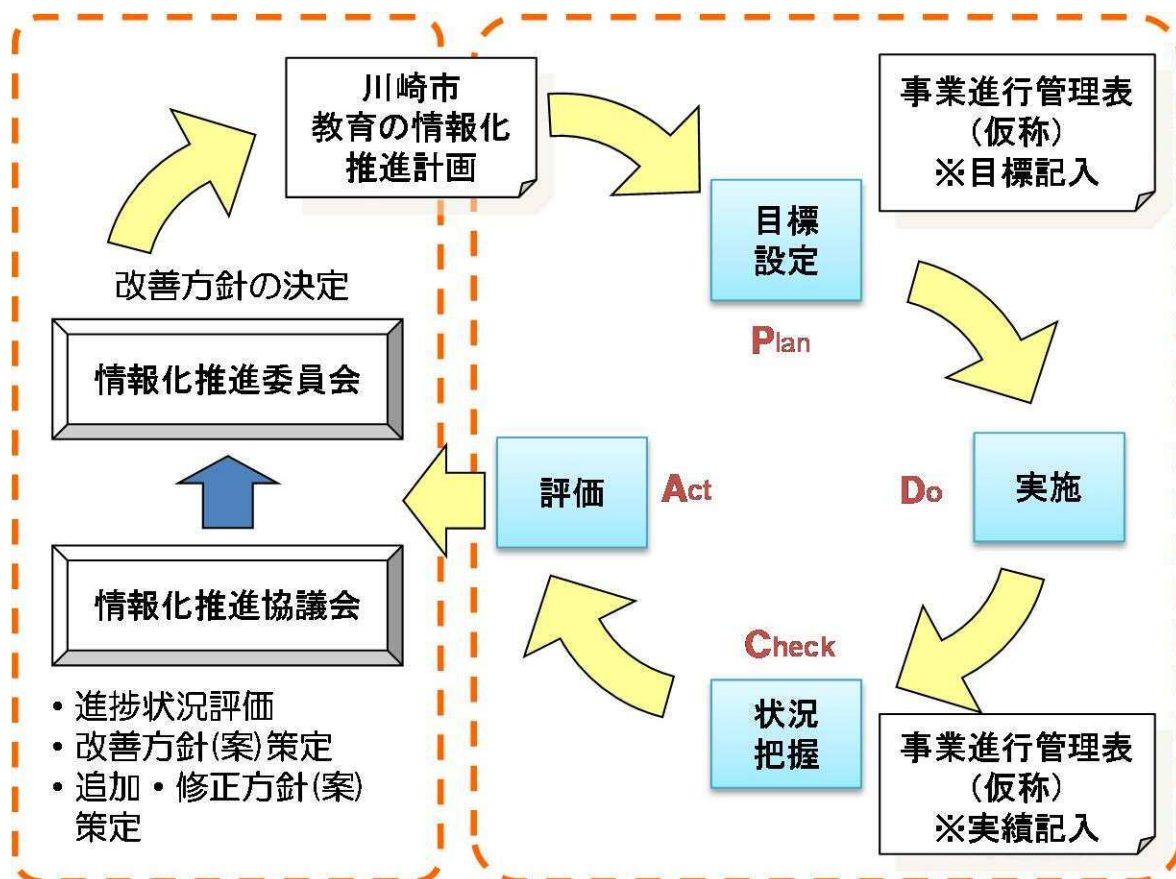 川崎市
教育の情報化
推進計画
改善方針の決定
情報化推進委員会
情報化推進協議会
・進捗状況評価
・改善方針(案)策定
・追加・修正方針(案)
策定
事業進行管理表
(仮称)
※目標記入
目標
設定
Plan
実施
Do
Check
状況
把握
事業進行管理表
(仮称)
※実績記入
評価
Act